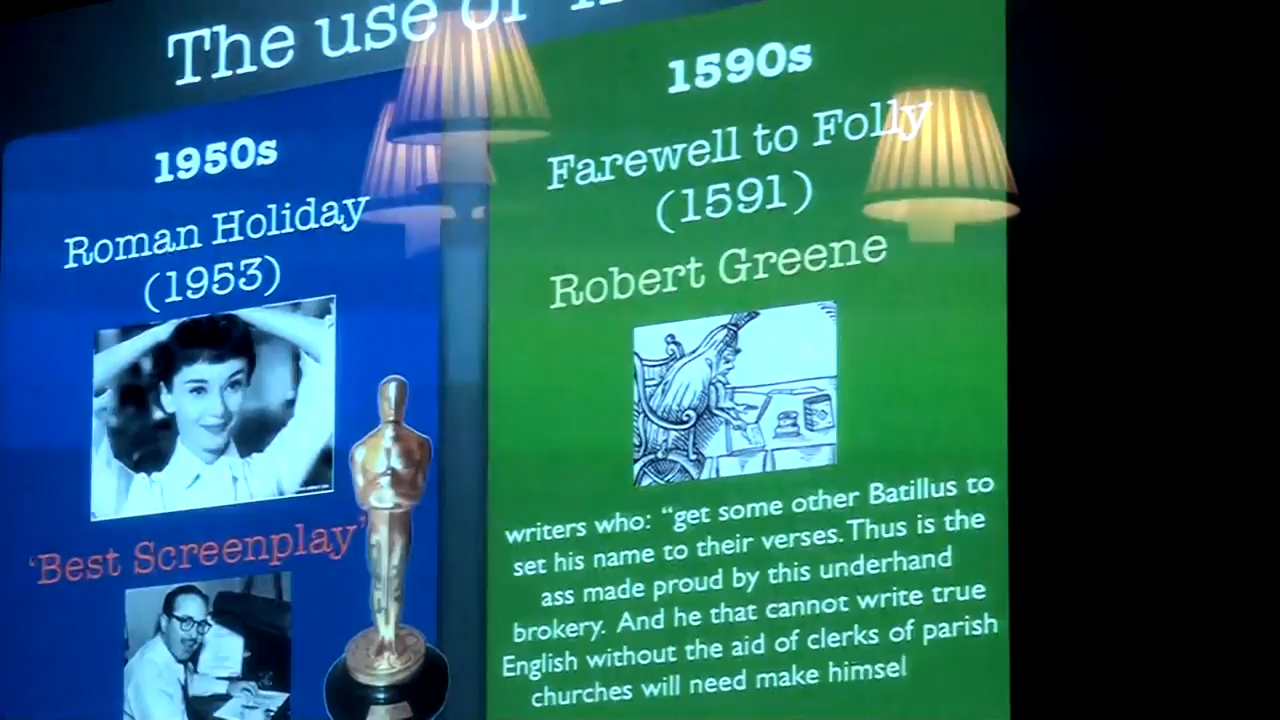 The use of
1950s
Roman Holiday
(1953)
'Best Screenplay'
1590s
Farewell to Folly
(1591)
Robert Greene
writers who: “get some other Batillus to
set his name to their verses. Thus is the
ass made proud by this underhand
brokery. And he that cannot write true
English without the aid of clerks of parish
churches will need make himsel